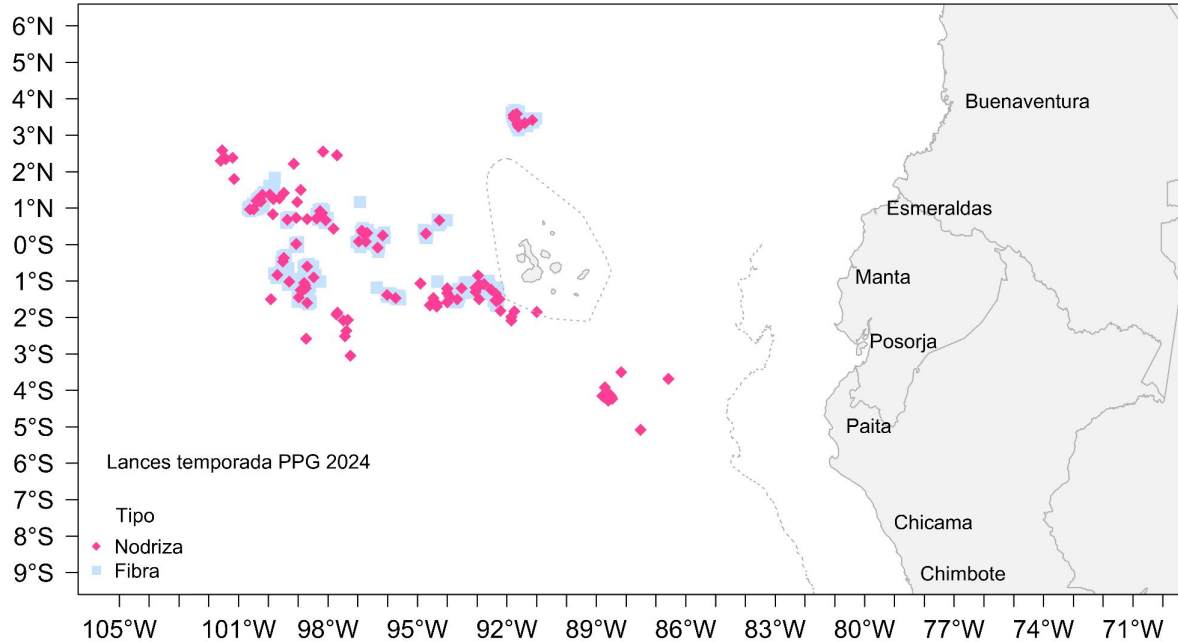 6°N
5°N
4°N
3°N
2°N
1°N
0°S
1°S
2°S
3°S
4°S
5°S
6°S
7°S
8°S
9°S
Buenaventura
Esmeraldas
Manta
Posorja
Paita
Chicama
Chimbote
Lances temporada PPG 2024
Tipo
Nodriza
Fibra
105°W 101°W 98°W 95°W 92°W 89°W 86°W 83°W 80°W 77°W 74°W 71°W